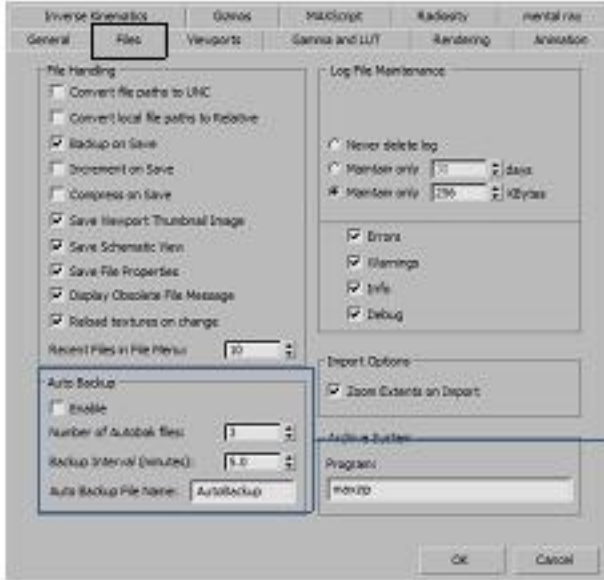 Inverse Kinematics Gizmos MAXScript Radiosity mental ray
General Files Viewports Gamma and LUT Rendering Animation
File Handling
Convert file paths to UNC
Convert local file paths to Relative
Backup on Save
Increment on Save
Compress on Save
Save Viewport Thumbnail Image
Save Schematic View
Save File Properties
Display Obsolete File Message
Reload textures on change
Recent Files in File Menu: 10
Auto Backup
Enable
Number of Autobak files: 3
Backup Interval (minutes): 5.0
Auto Backup File Name: AutoBackup
Log File Maintenance
Never delete log
Maintain only 30 days
Maintain only 256 KBytes
Errors
Warnings
Info
Debug
Import Options
Zoom Extents on Import
Archive System
Program:
maxzip
OK Cancel